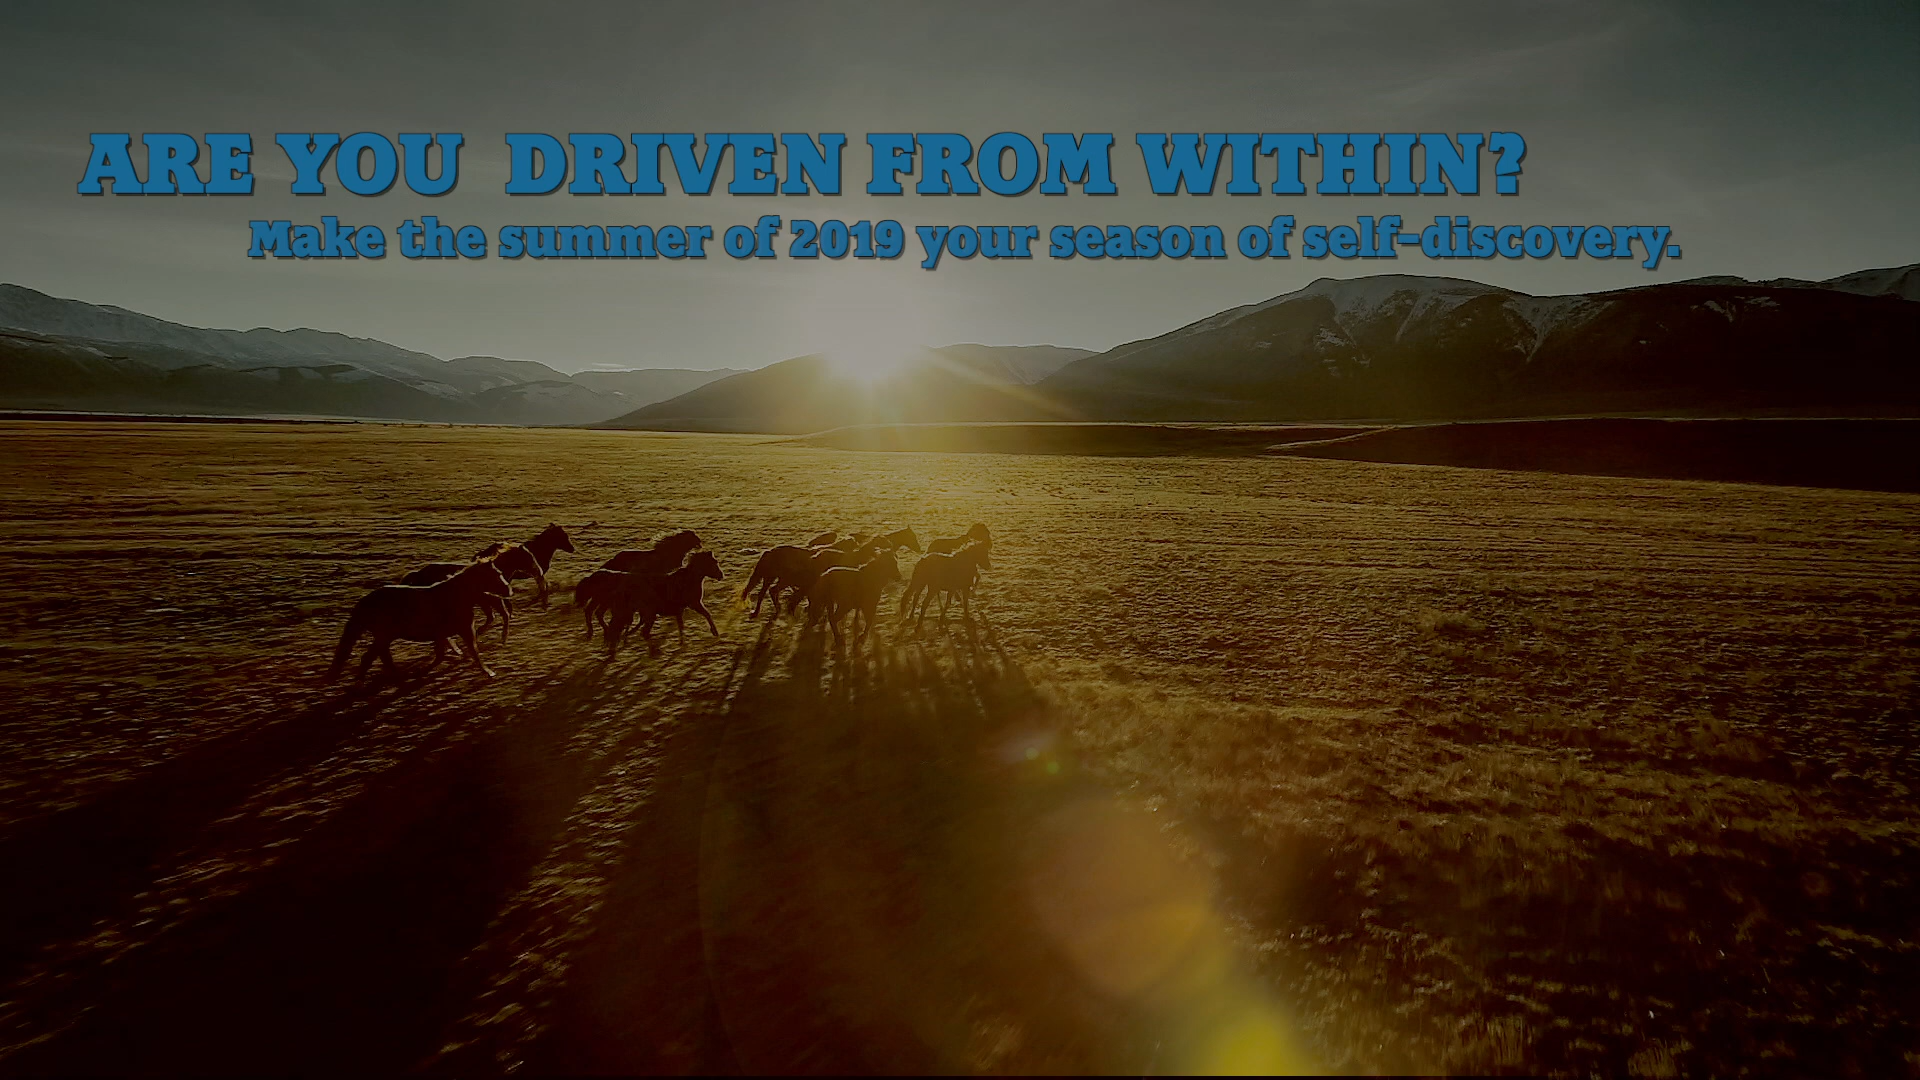 ARE YOU  DRIVEN FROM WITHIN?
Make the summer of 2019 your season of self-discovery.